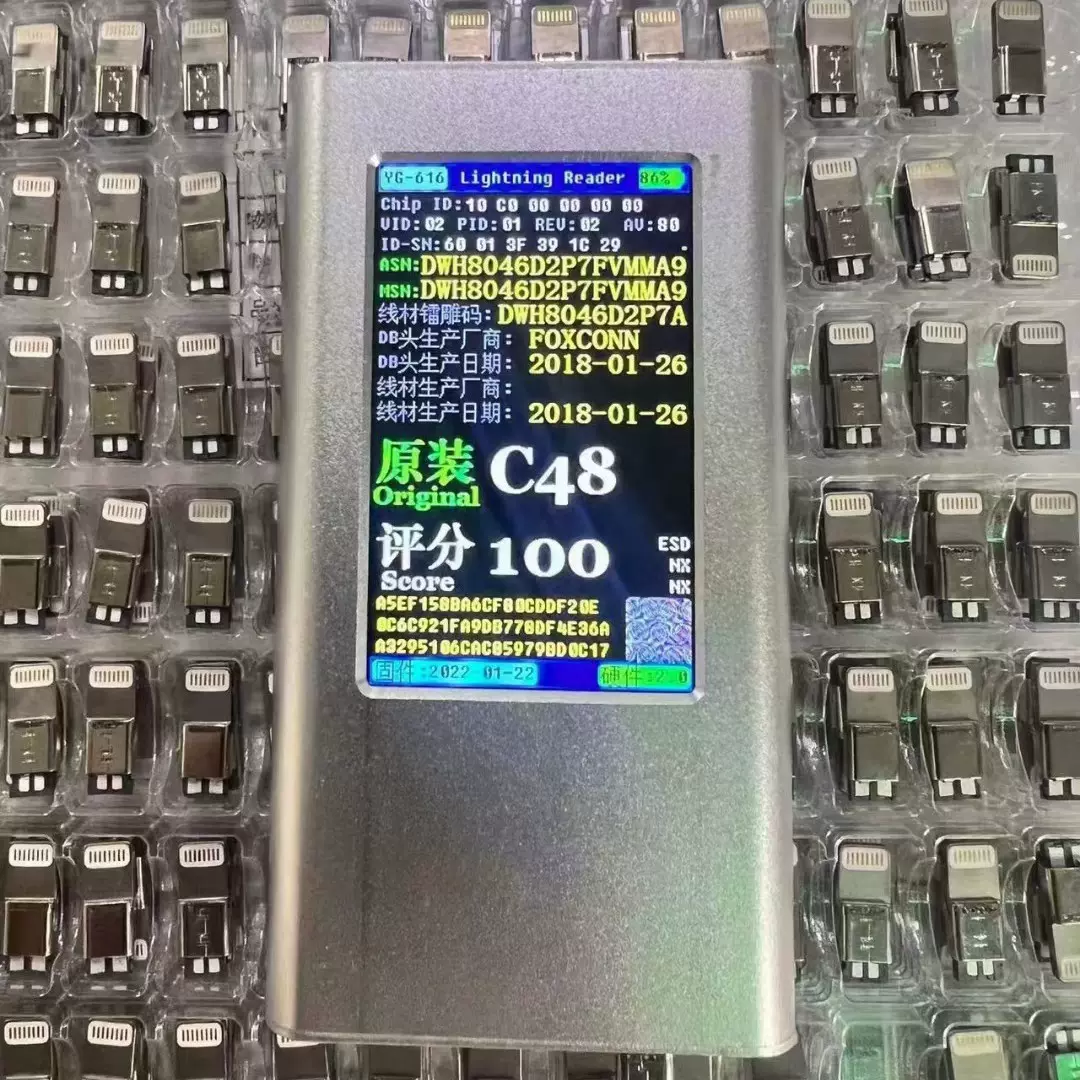 YG-616 Lightning Reader 86%
Chip ID:10 C0 00 00 00 00
VID:02 PID:01 REV:02 AV:80
ID-SN:60 01 3F 39 1C 29 .
ASN:DWH8046D2P7FVMMA9
MSN:DWH8046D2P7FVMMA9
线材镭雕码:DWH8046D2P7A
DB头生产厂商: FOXCONN
DB头生产日期: 2018-01-26
线材生产厂商:
线材生产日期: 2018-01-26
原装 C48
Original
评分 100 ESD
NX
Score NX
A5EF158BA6CF80CDDF20E
0C6C921FA9DB778DF4E36A
A3295106CAC05979BD0C17
固件:2022-01-22 硬件:2.0